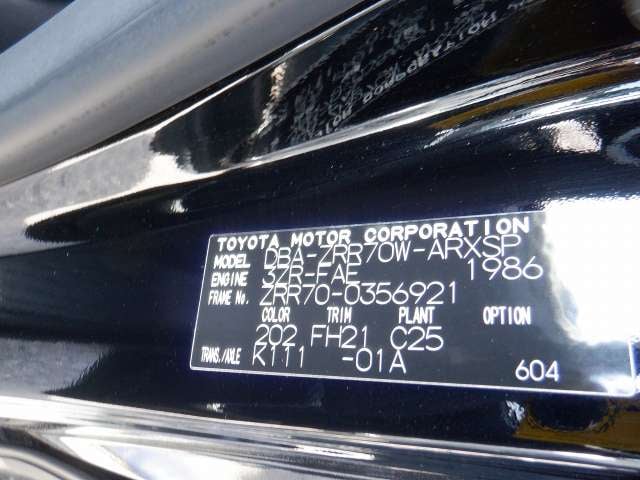 TOYOTA MOTOR CORPORATION
MODEL DBA-ZRR70W-ARXSP
ENGINE 3ZR-FAE 1986
FRAME No. ZRR70-0356921
COLOR TRIM PLANT OPTION
202 FH21 C25
TRANS./AXLE K111 -01A
604